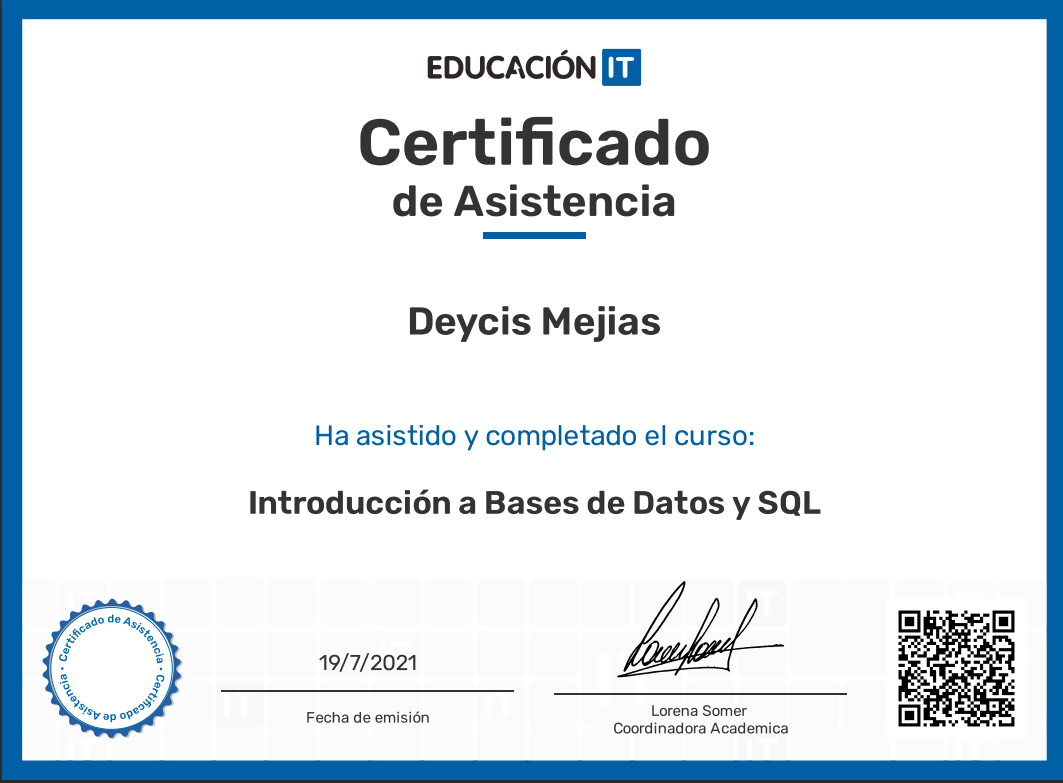 EDUCACIÓN IT
Certificado
de Asistencia
Deycis Mejias
Ha asistido y completado el curso:
Introducción a Bases de Datos y SQL
Certificado de Asistencia • Certificado de Asistencia •
19/7/2021
Fecha de emisión
Lorena Somer
Coordinadora Academica